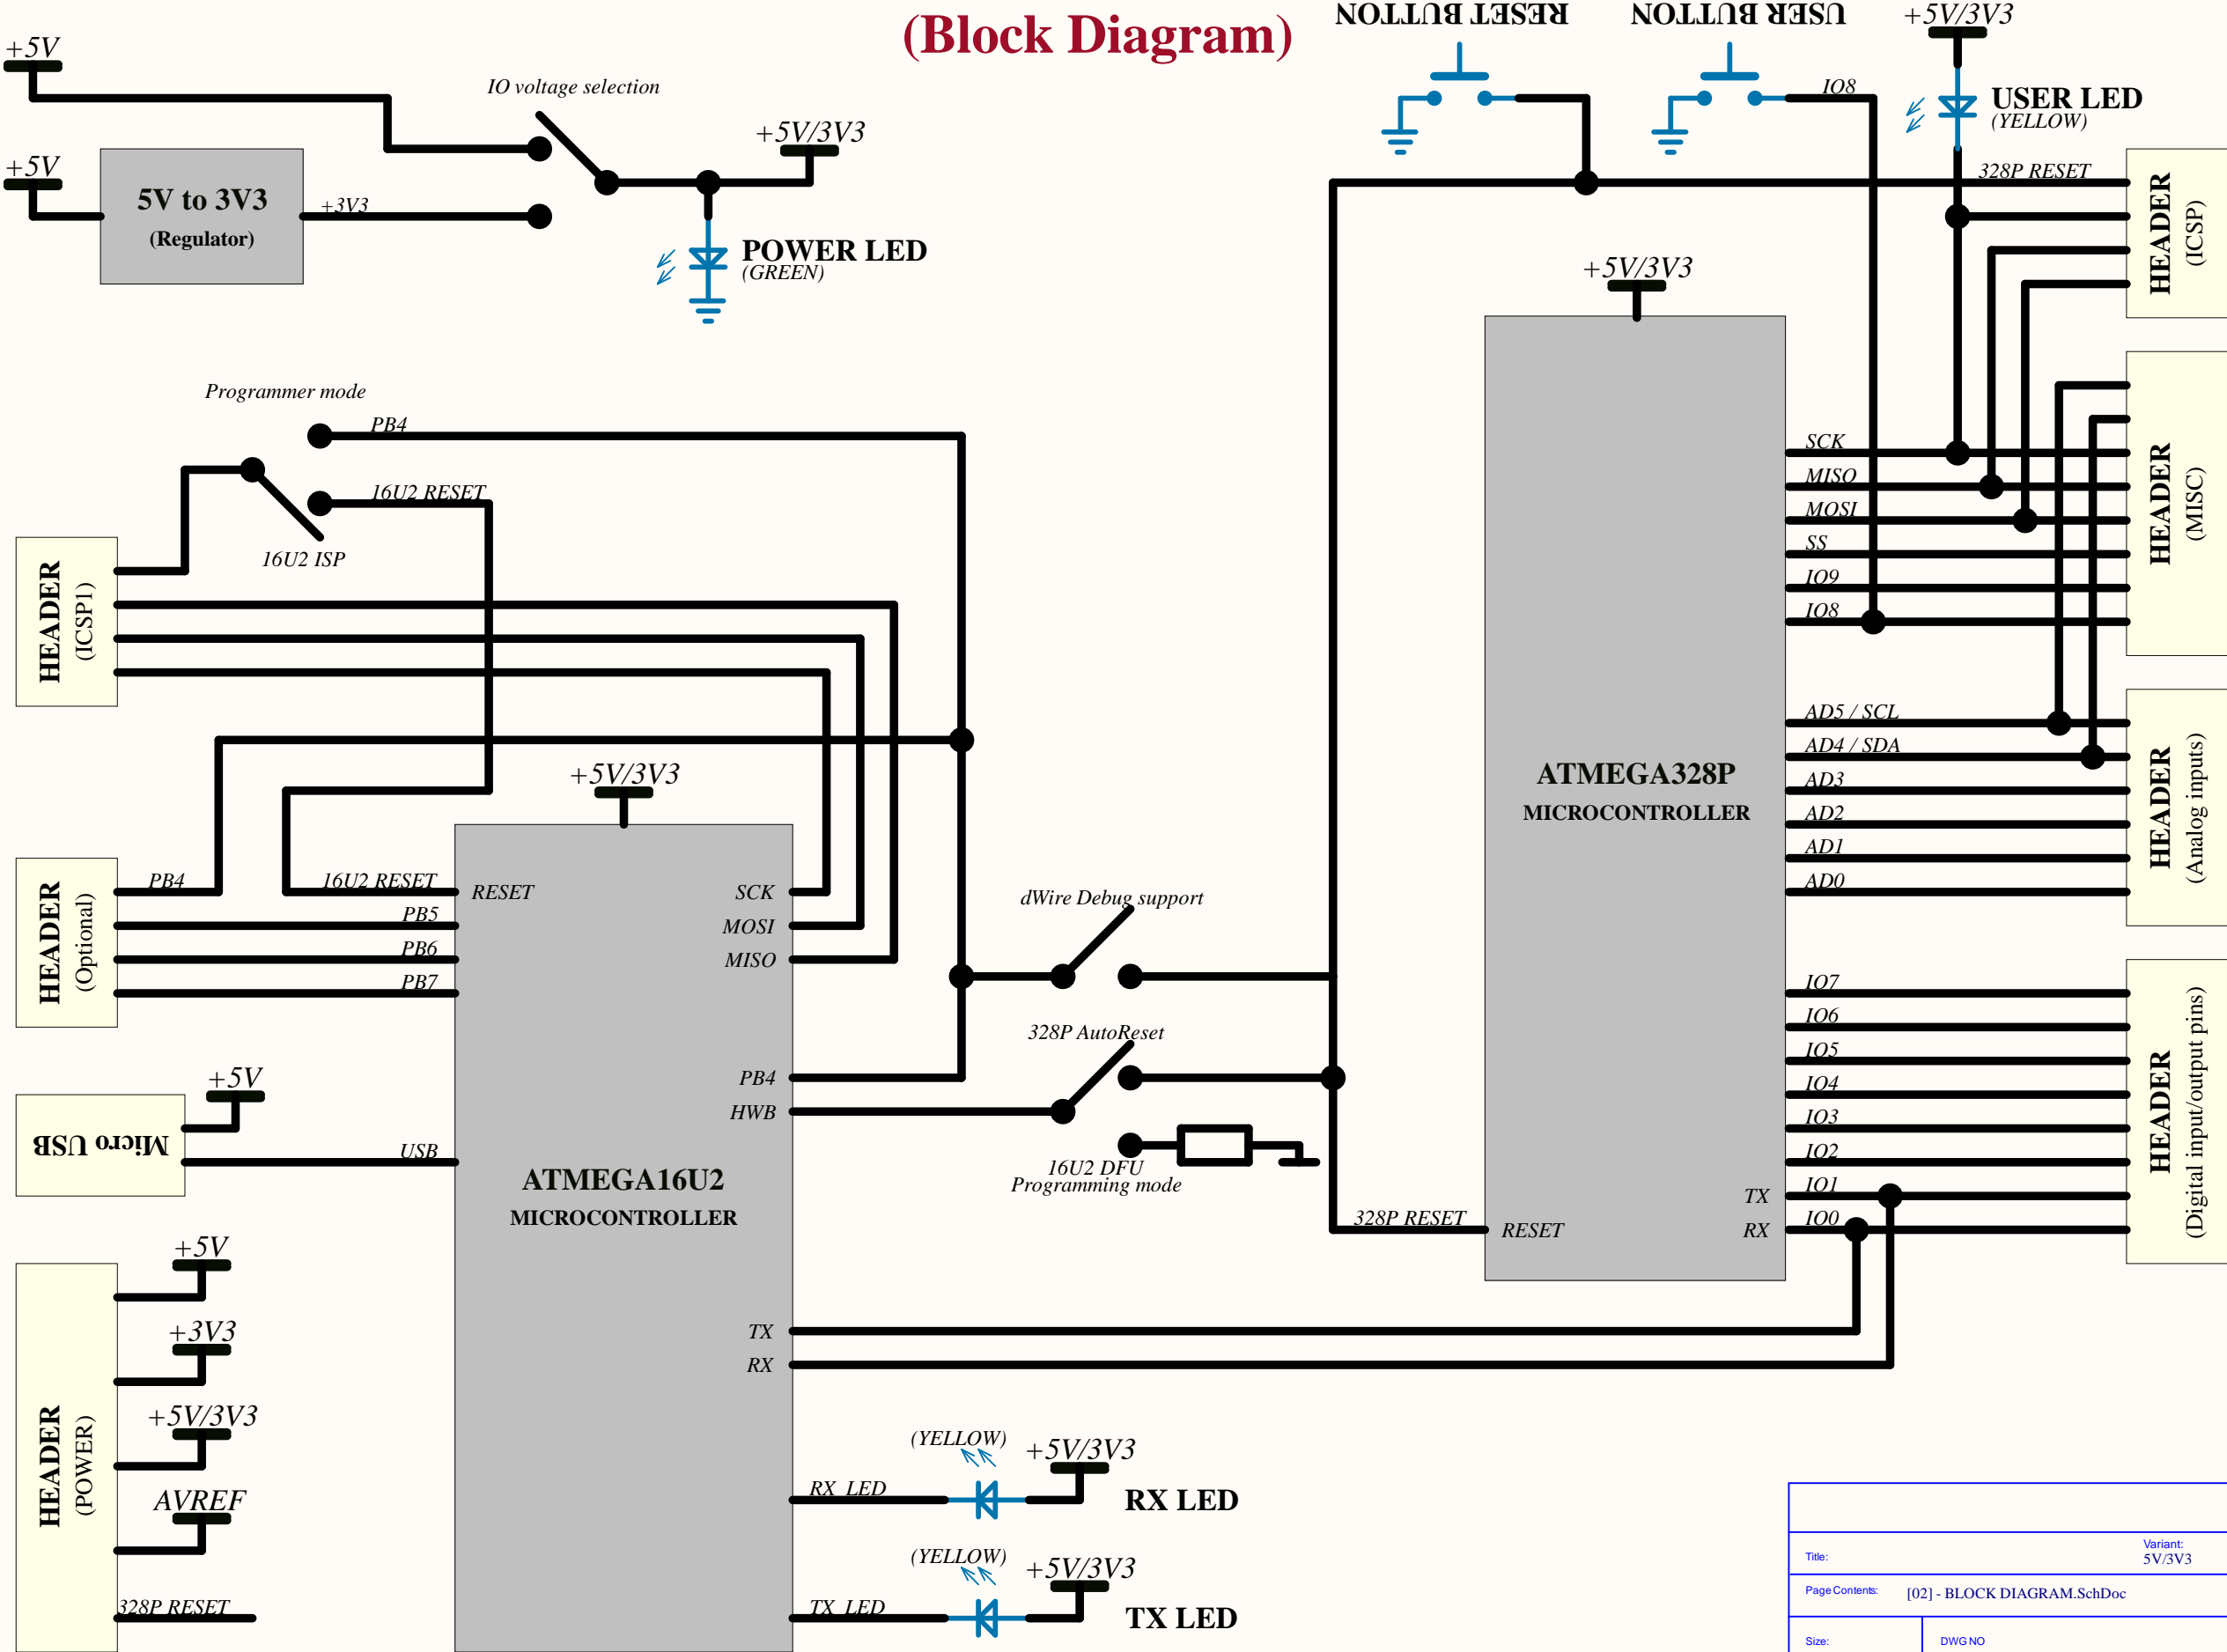 (Block Diagram)
RESET BUTTON
USER BUTTON
+5V/3V3
+5V
IO voltage selection
IO8
USER LED
(YELLOW)
+5V/3V3
+5V
5V to 3V3
(Regulator)
+3V3
POWER LED
(GREEN)
328P RESET
HEADER
(ICSP)
+5V/3V3
Programmer mode
PB4
16U2 RESET
16U2 ISP
HEADER
(ICSP1)
SCK
MISO
MOSI
SS
IO9
IO8
HEADER
(MISC)
ATMEGA328P
MICROCONTROLLER
AD5 / SCL
AD4 / SDA
AD3
AD2
AD1
AD0
HEADER
(Analog inputs)
+5V/3V3
HEADER
(Optional)
PB4
16U2 RESET
PB5
PB6
PB7
RESET
SCK
MOSI
MISO
dWire Debug support
328P AutoReset
PB4
HWB
16U2 DFU
Programming mode
IO7
IO6
IO5
IO4
IO3
IO2
TX
IO1
RX
IO0
HEADER
(Digital input/output pins)
328P RESET
RESET
Micro USB
+5V
USB
ATMEGA16U2
MICROCONTROLLER
TX
RX
HEADER
(POWER)
+5V
+3V3
+5V/3V3
AVREF
328P RESET
(YELLOW)
+5V/3V3
RX LED
RX LED
(YELLOW)
+5V/3V3
TX LED
TX LED
Title:
Variant:
5V/3V3
Page Contents:
[02] - BLOCK DIAGRAM.SchDoc
Size:
DWG NO